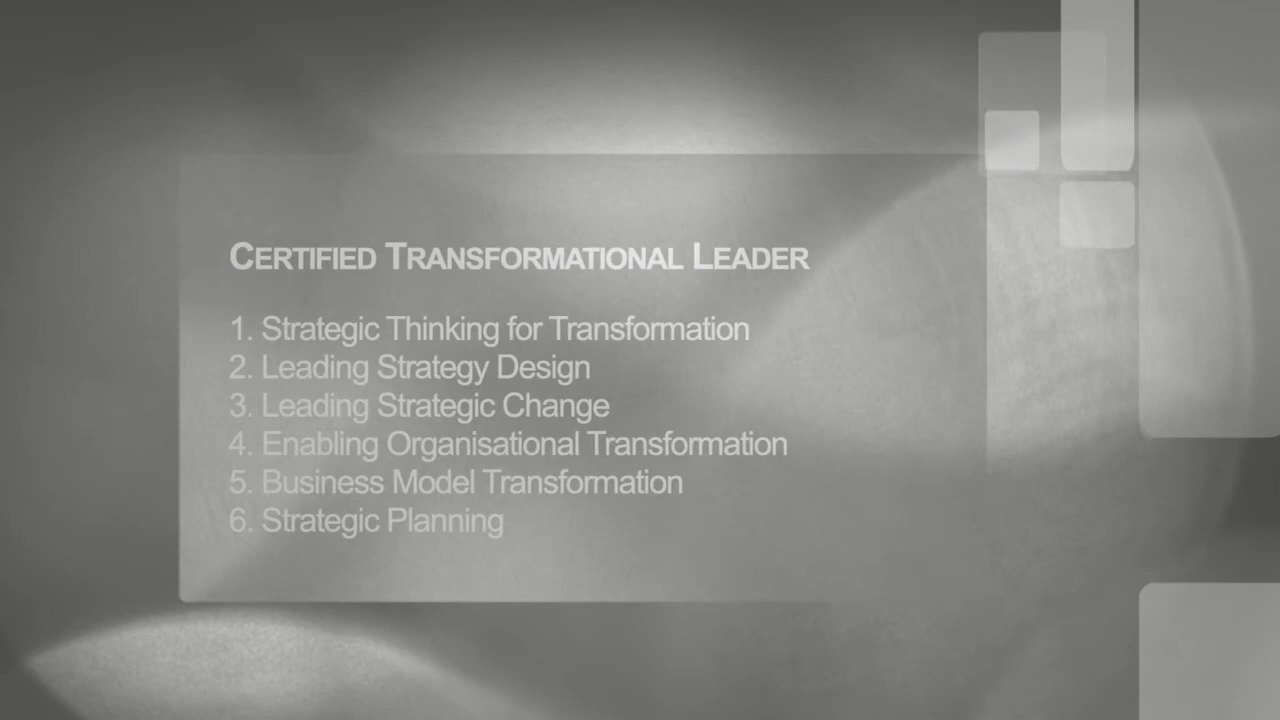 CERTIFIED TRANSFORMATIONAL LEADER
1. Strategic Thinking for Transformation
2. Leading Strategy Design
3. Leading Strategic Change
4. Enabling Organisational Transformation
5. Business Model Transformation
6. Strategic Planning